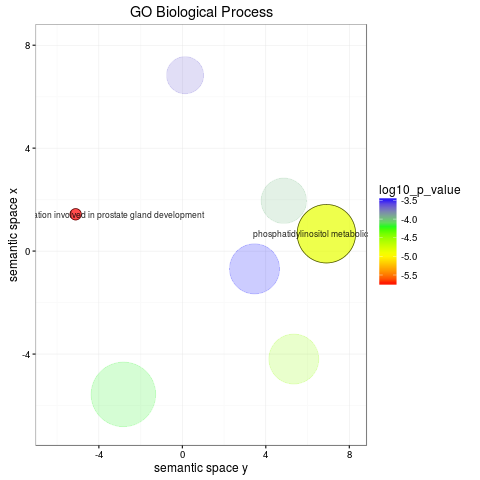 GO Biological Process
8
4
0
-4
semantic space x
ation involved in prostate gland development
phosphatidylinositol metabolic
-4
0
4
8
semantic space y
log10_p_value
-3.5
-4.0
-4.5
-5.0
-5.5